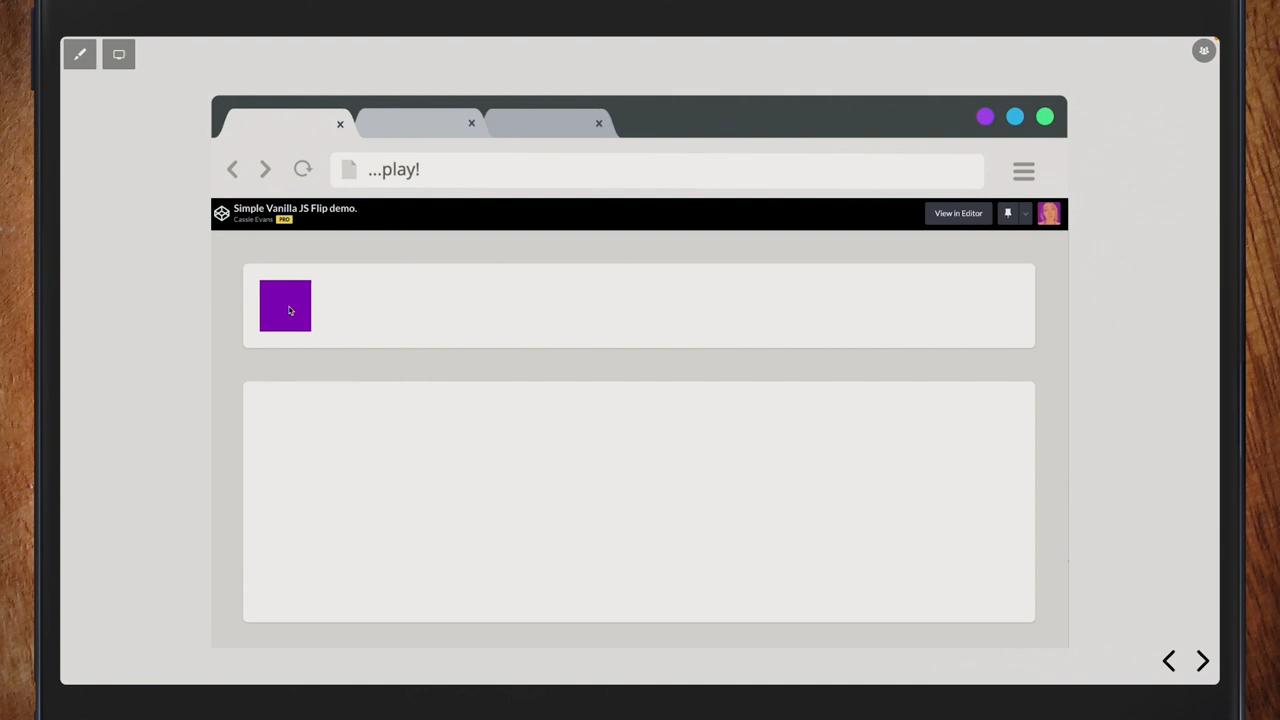 ...play!
Simple Vanilla JS Flip demo.
Cassie Evans PRO
View in Editor